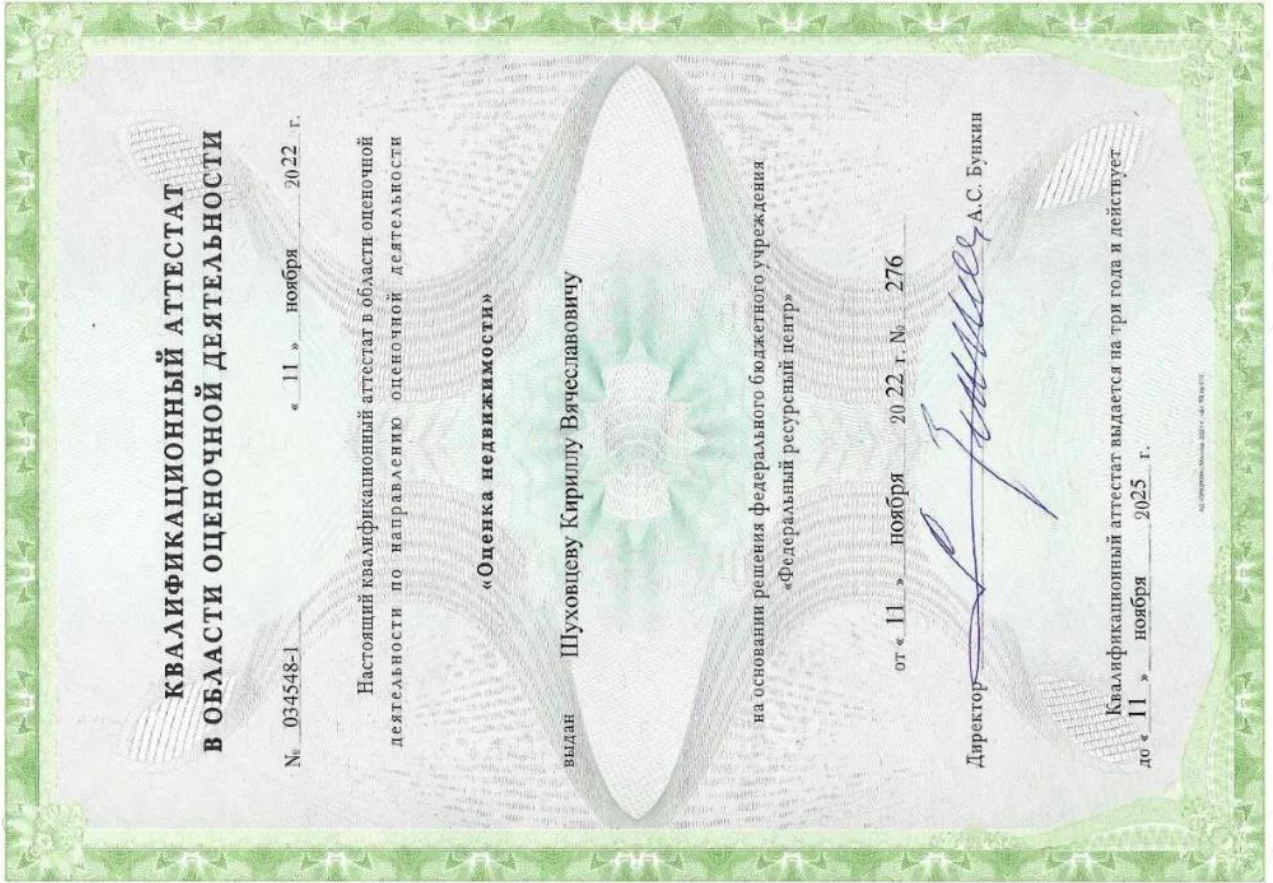 КВАЛИФИКАЦИОННЫЙ АТТЕСТАТ
В ОБЛАСТИ ОЦЕНОЧНОЙ ДЕЯТЕЛЬНОСТИ
№ 034548-1 « 11 » ноября 2022 г.
Настоящий квалификационный аттестат в области оценочной
деятельности по направлению оценочной деятельности
«Оценка недвижимости»
выдан Шуховцеву Кириллу Вячеславовичу
на основании решения федерального бюджетного учреждения
«Федеральный ресурсный центр»
от « 11 » ноября 20 22 г. № 276
Директор А.С. Бункин
Квалификационный аттестат выдается на три года и действует
до « 11 » ноября 2025 г.